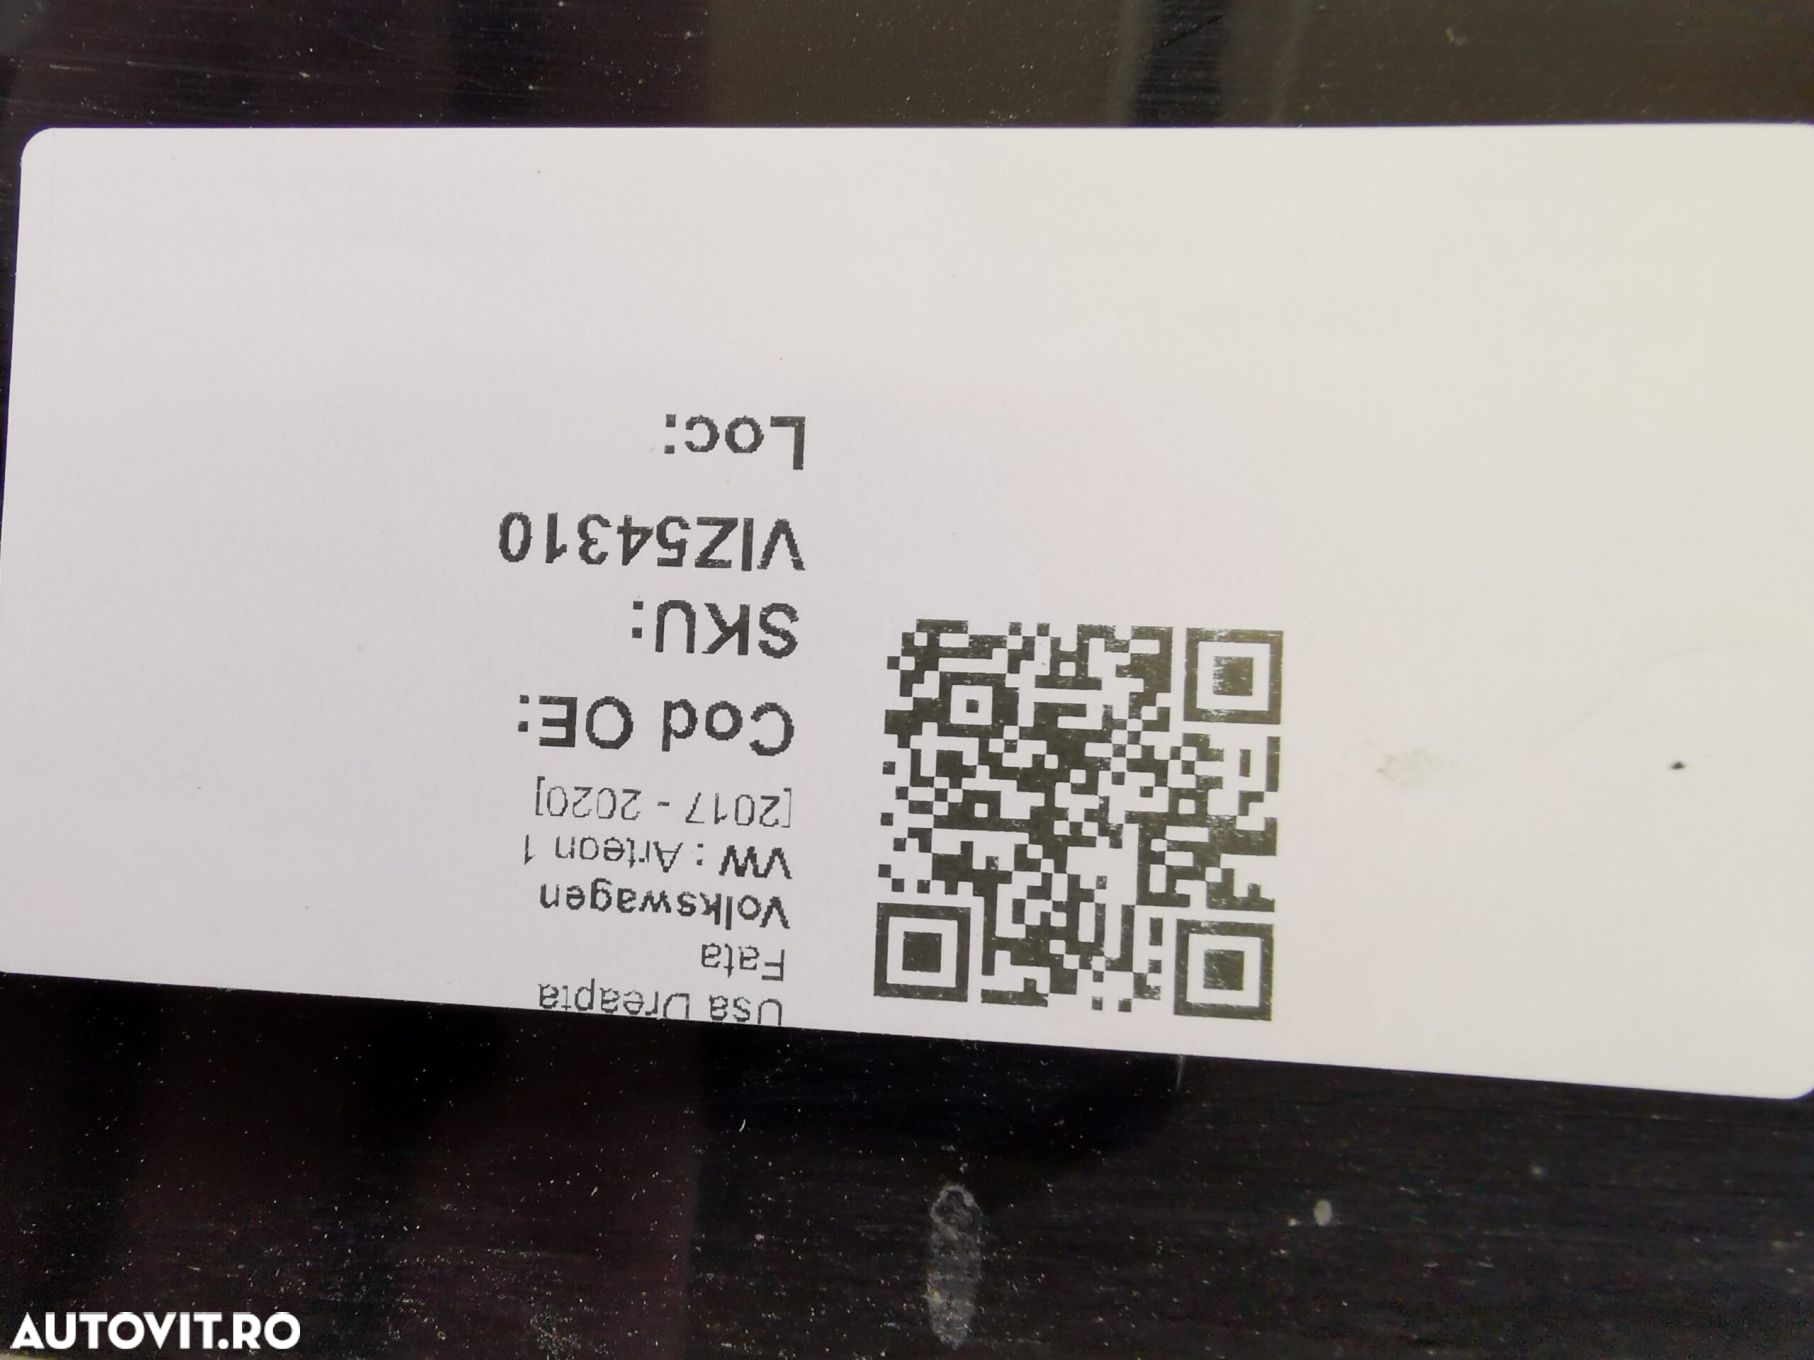 Usa Dreapta
Fata
Volkswagen
VW : Arteon 1
[2017 - 2020]
Cod OE:
SKU:
VIZ54310
Loc:
AUTOVIT.RO